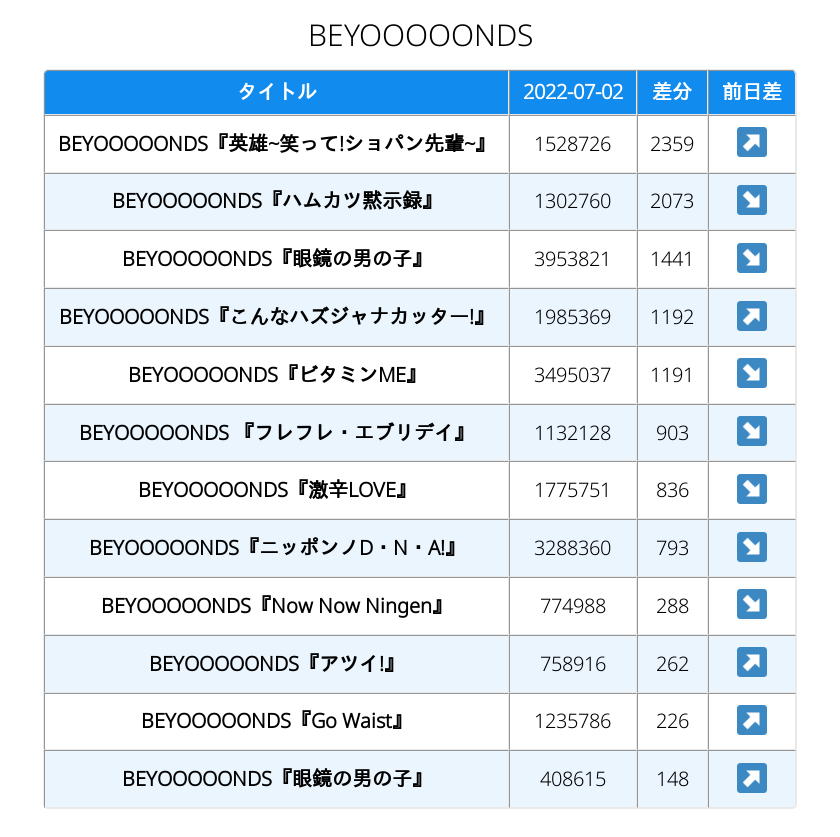 BEYOOOOONDS
タイトル 2022-07-02 差分 前日差
BEYOOOOONDS『英雄~笑って!ショパン先輩~』 1528726 2359 ↗
BEYOOOOONDS『ハムカツ黙示録』 1302760 2073 ↘
BEYOOOOONDS『眼鏡の男の子』 3953821 1441 ↘
BEYOOOOONDS『こんなハズジャナカッター!』 1985369 1192 ↗
BEYOOOOONDS『ビタミンME』 3495037 1191 ↘
BEYOOOOONDS 『フレフレ・エブリデイ』 1132128 903 ↘
BEYOOOOONDS『激辛LOVE』 1775751 836 ↘
BEYOOOOONDS『ニッポンノD・N・A!』 3288360 793 ↘
BEYOOOOONDS『Now Now Ningen』 774988 288 ↘
BEYOOOOONDS『アツイ!』 758916 262 ↗
BEYOOOOONDS『Go Waist』 1235786 226 ↗
BEYOOOOONDS『眼鏡の男の子』 408615 148 ↗